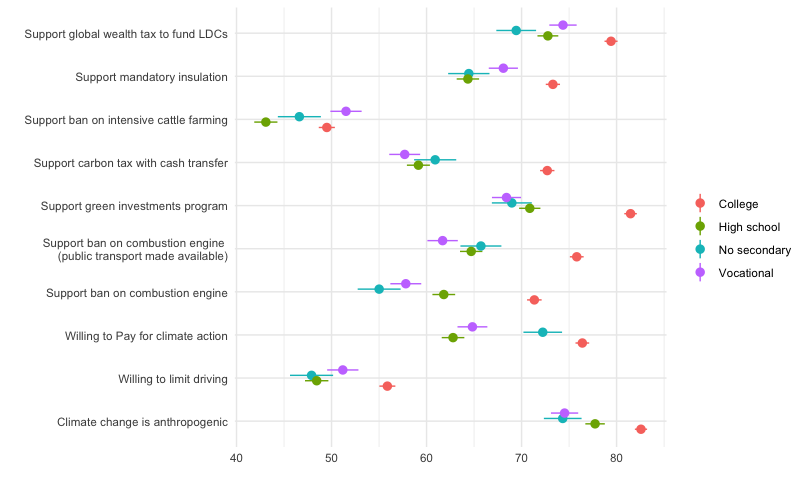 Support global wealth tax to fund LDCs
Support mandatory insulation
Support ban on intensive cattle farming
Support carbon tax with cash transfer
Support green investments program
Support ban on combustion engine
(public transport made available)
Support ban on combustion engine
Willing to Pay for climate action
Willing to limit driving
Climate change is anthropogenic
40 50 60 70 80
College
High school
No secondary
Vocational